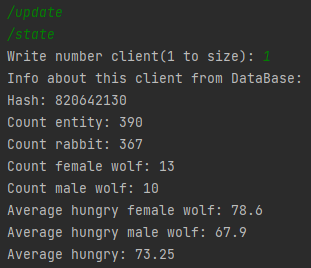 /update
/state
Write number client(1 to size): 1
Info about this client from DataBase:
Hash: 820642130
Count entity: 390
Count rabbit: 367
Count female wolf: 13
Count male wolf: 10
Average hungry female wolf: 78.6
Average hungry male wolf: 67.9
Average hungry: 73.25